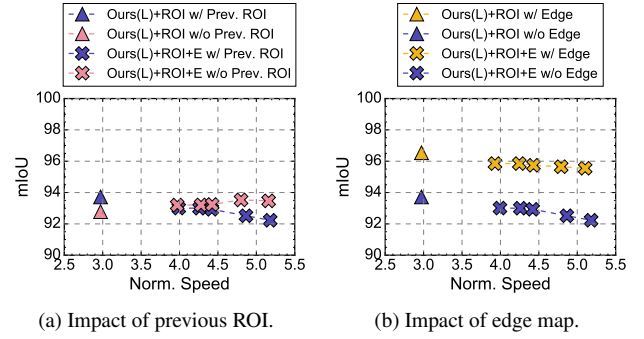 Ours(L)+ROI w/ Prev. ROI
Ours(L)+ROI w/o Prev. ROI
Ours(L)+ROI+E w/ Prev. ROI
Ours(L)+ROI+E w/o Prev. ROI
100
98
96
94
92
90
mIoU
2.5 3.0 3.5 4.0 4.5 5.0 5.5
Norm. Speed
(a) Impact of previous ROI.
Ours(L)+ROI w/ Edge
Ours(L)+ROI w/o Edge
Ours(L)+ROI+E w/ Edge
Ours(L)+ROI+E w/o Edge
100
98
96
94
92
90
mIoU
2.5 3.0 3.5 4.0 4.5 5.0 5.5
Norm. Speed
(b) Impact of edge map.